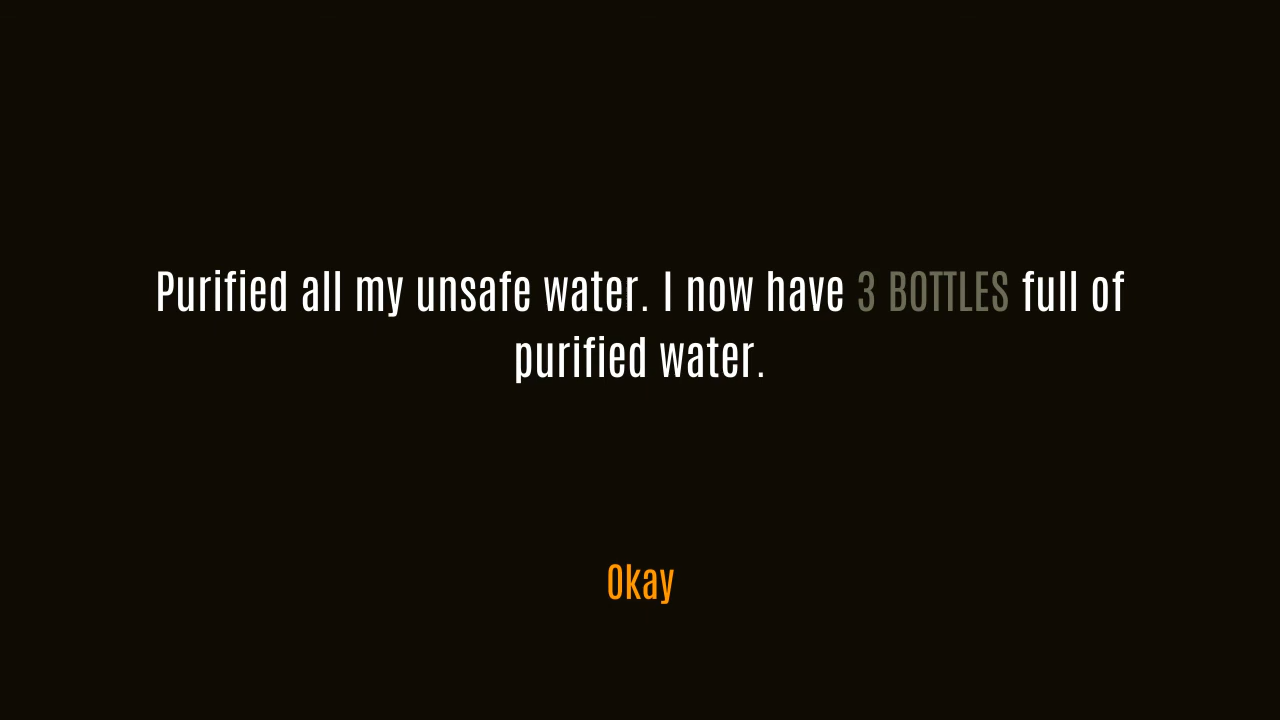 Purified all my unsafe water. I now have 3 BOTTLES full of
purified water.
Okay